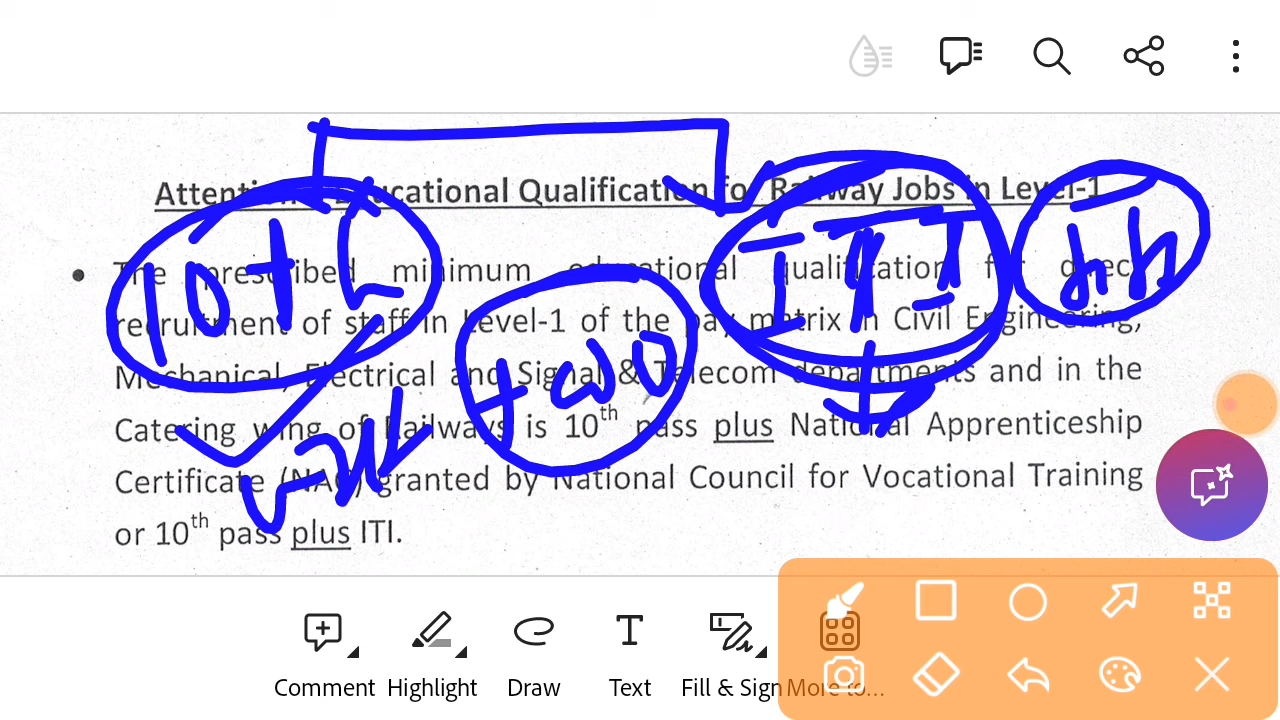 Attention: Educational Qualification for Railway Jobs in Level-1
• The prescribed minimum educational qualification for direct
recruitment of staff in Level-1 of the pay matrix in Civil Engineering,
Mechanical, Electrical and Signal & Telecom departments and in the
Catering wing of Railways is 10th pass plus National Apprenticeship
Certificate (NAC) granted by National Council for Vocational Training
or 10th pass plus ITI.
10+
ITI
Comment Highlight Draw Text Fill & Sign More to...